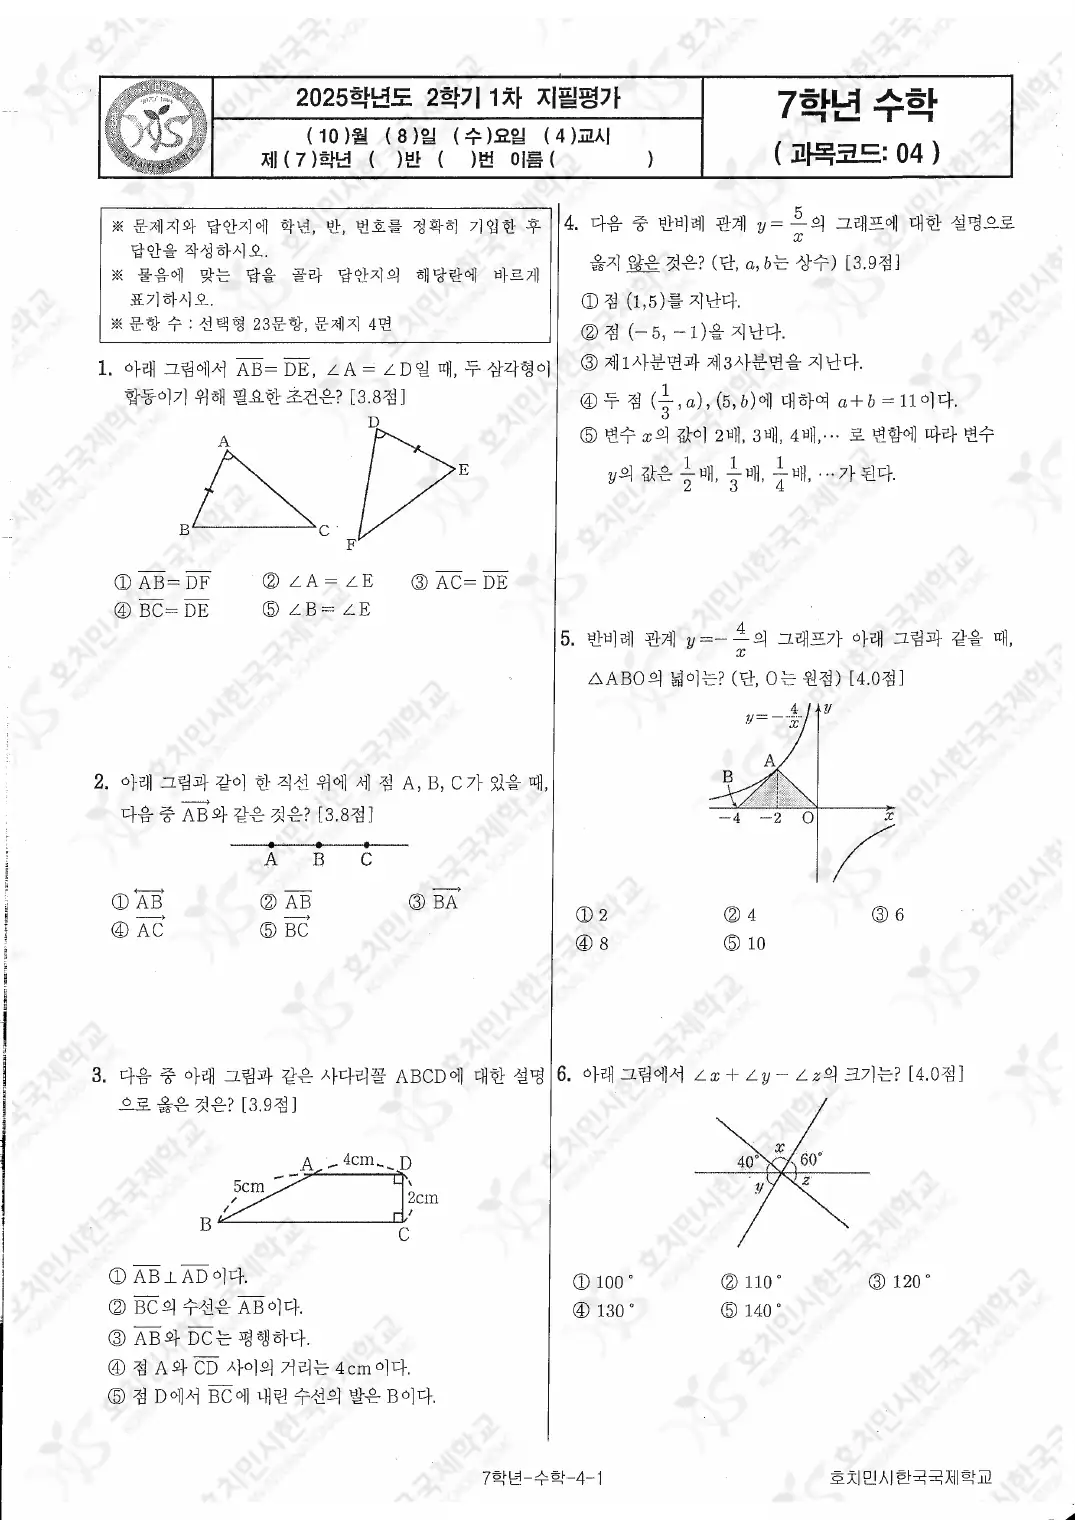 2025학년도 2학기 1차 지필평가
( 10 )월 ( 8 )일 ( 수 )요일 ( 4 )교시
제 ( 7 )학년 ( )반 ( )번 이름 ( )
7학년 수학
( 과목코드: 04 )
※ 문제지와 답안지에 학년, 반, 번호를 정확히 기입한 후
답안을 작성하시오.
※ 물음에 맞는 답을 골라 답안지의 해당란에 바르게
표기하시오.
※ 문항 수 : 선택형 23문항, 문제지 4면
1. 아래 그림에서 AB = DE, ∠A = ∠D일 때, 두 삼각형이
합동이기 위해 필요한 조건은? [3.8점]
A
B
C
D
E
F
① AB = DF ② ∠A = ∠E ③ AC = DE
④ BC = DE ⑤ ∠B = ∠E
2. 아래 그림과 같이 한 직선 위에 세 점 A, B, C가 있을 때,
다음 중 AB와 같은 것은? [3.8점]
A B C
① AB ② AB ③ BA
④ AC ⑤ BC
3. 다음 중 아래 그림과 같은 사다리꼴 ABCD에 대한 설명
으로 옳은 것은? [3.9점]
A 4cm D
5cm
2cm
B
C
① AB⊥AD이다.
② BC의 수선은 AB이다.
③ AB와 DC는 평행하다.
④ 점 A와 CD 사이의 거리는 4cm이다.
⑤ 점 D에서 BC에 내린 수선의 발은 B이다.
4. 다음 중 반비례 관계 y = 5/x의 그래프에 대한 설명으로
옳지 않은 것은? (단, a, b는 상수) [3.9점]
① 점 (1,5)를 지난다.
② 점 (−5, −1)을 지난다.
③ 제1사분면과 제3사분면을 지난다.
④ 두 점 (1/3, a), (5, b)에 대하여 a + b = 11이다.
⑤ 변수 x의 값이 2배, 3배, 4배,⋯ 로 변함에 따라 변수
y의 값은 1/2배, 1/3배, 1/4배, ⋯가 된다.
5. 반비례 관계 y = −4/x의 그래프가 아래 그림과 같을 때,
△ABO의 넓이는? (단, O는 원점) [4.0점]
y = −4/x
y
A
B
−4 −2 O x
① 2 ② 4 ③ 6
④ 8 ⑤ 10
6. 아래 그림에서 ∠x + ∠y − ∠z의 크기는? [4.0점]
x
40° 60°
y z
① 100° ② 110° ③ 120°
④ 130° ⑤ 140°
7학년-수학-4-1
호치민시한국국제학교